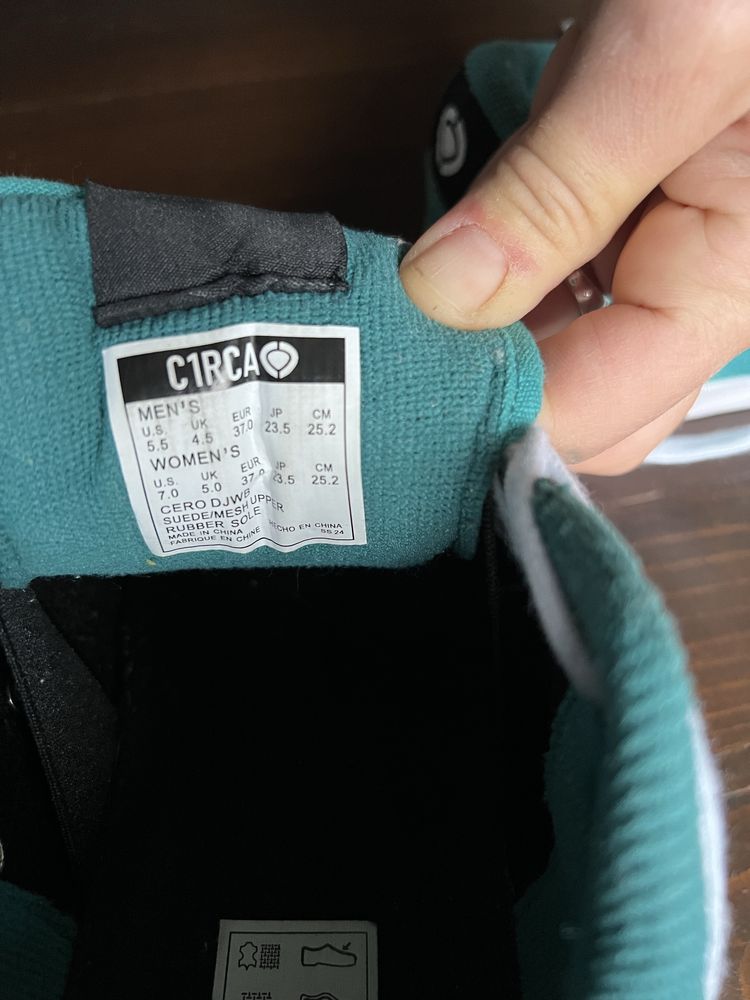 C1RCA
MEN'S
U.S. UK EUR JP CM
5.5 4.5 37.0 23.5 25.2
WOMEN'S
U.S. UK EUR JP CM
7.0 5.0 37.0 23.5 25.2
CERO DJWB
SUEDE/MESH UPPER
RUBBER SOLE
MADE IN CHINA HECHO EN CHINA
FABRIQUE EN CHINE SS 24